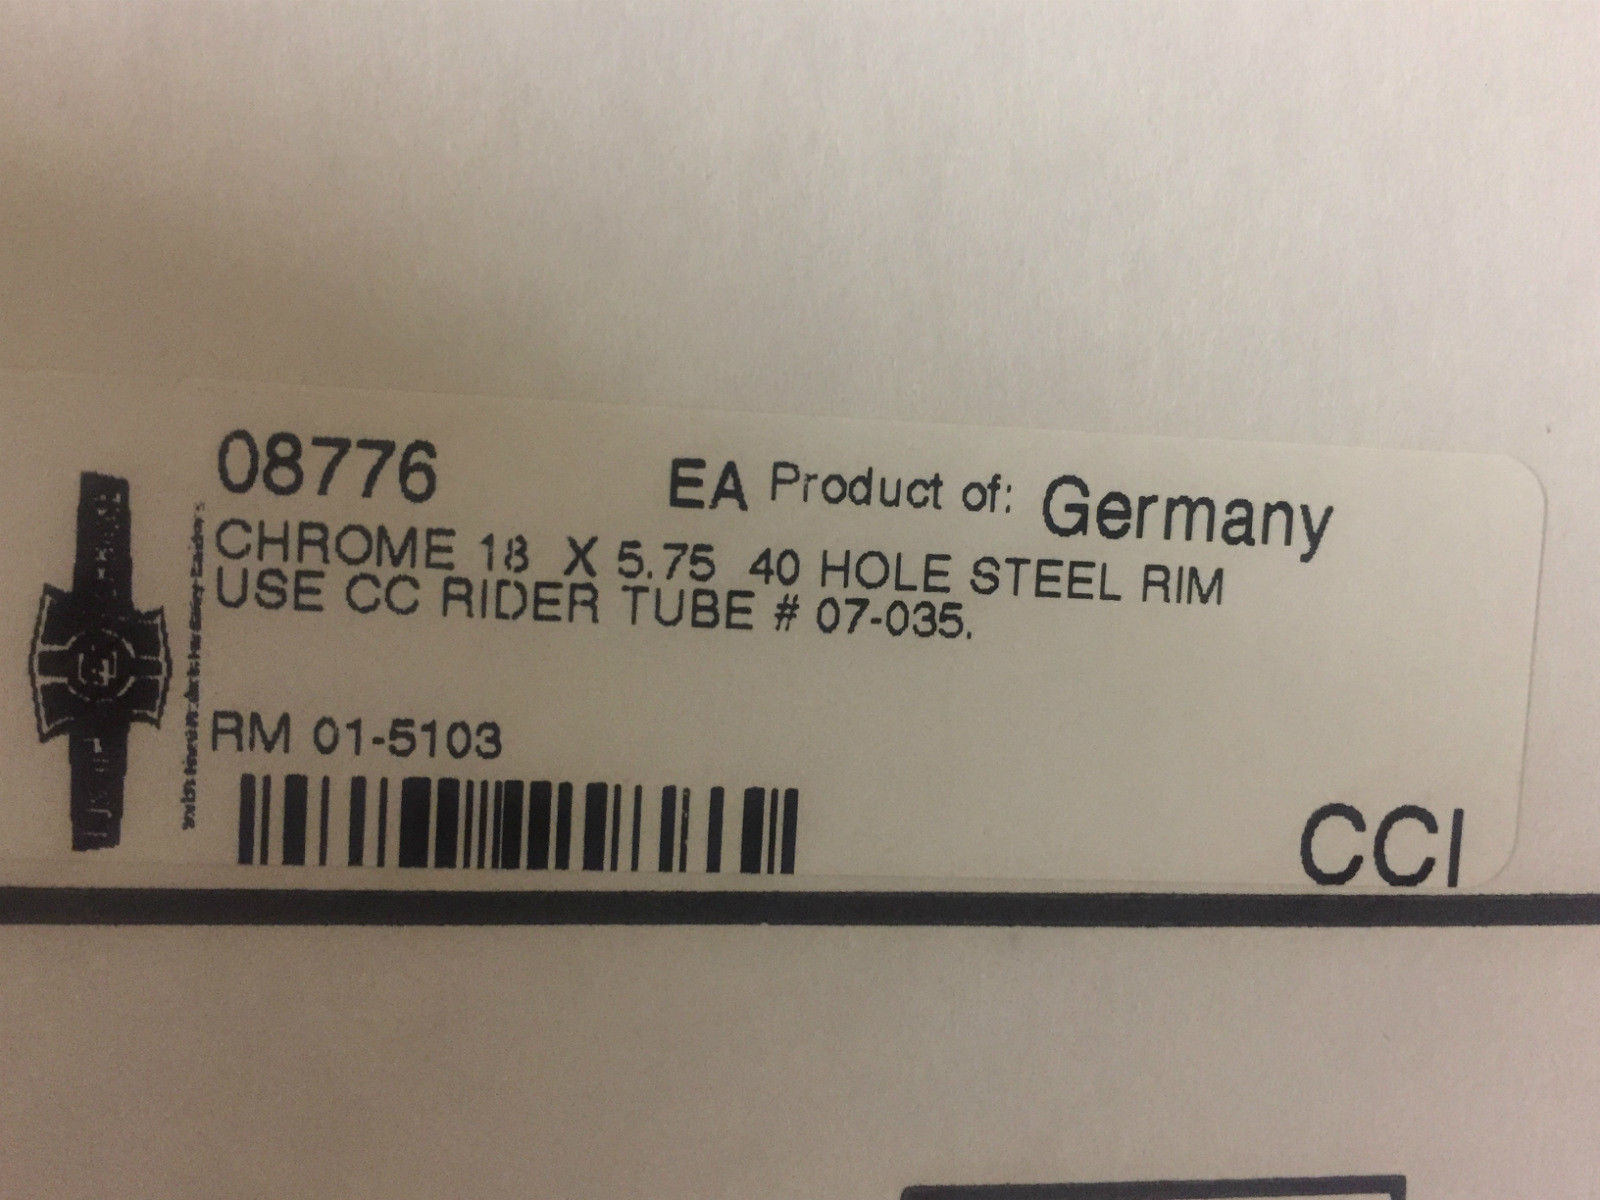 08776 EA Product of: Germany
CHROME 18 X 5.75 40 HOLE STEEL RIM
USE CC RIDER TUBE # 07-035.
RM 01-5103
CCI